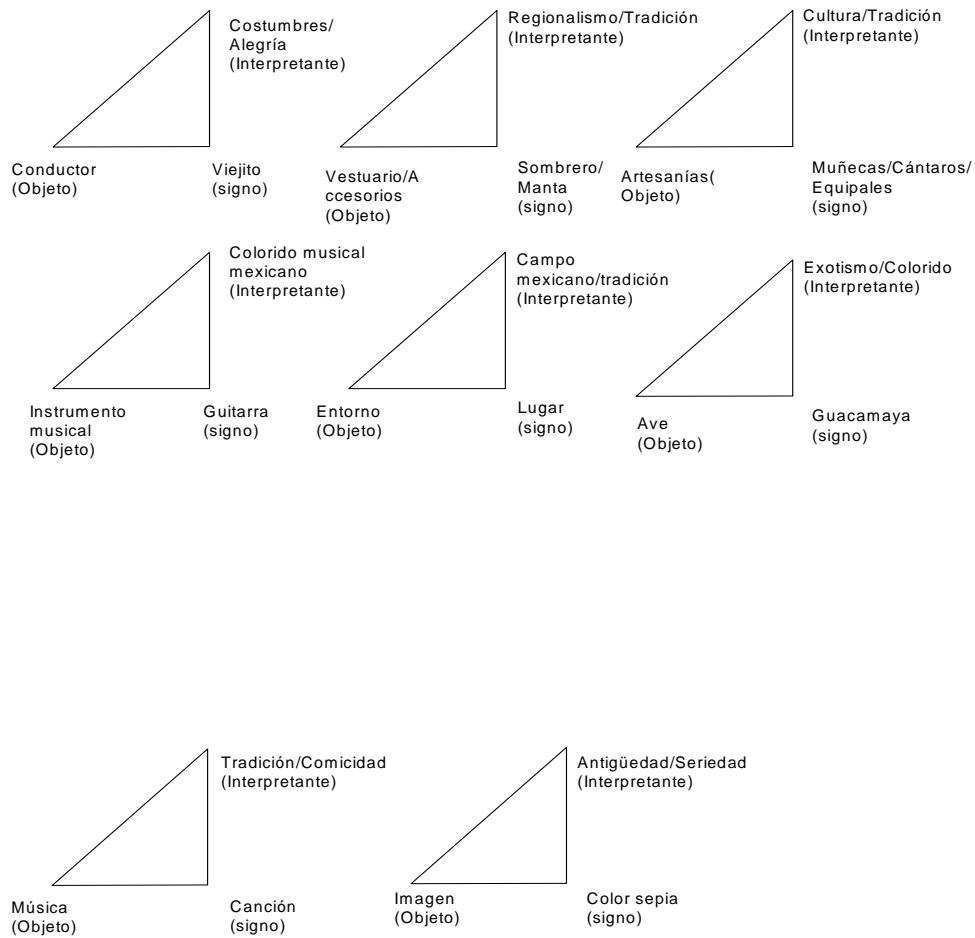 Costumbres/
Alegría
(Interpretante)
Conductor
(Objeto)
Viejito
(signo)
Regionalismo/Tradición
(Interpretante)
Vestuario/A
ccesorios
(Objeto)
Sombrero/
Manta
(signo)
Cultura/Tradición
(Interpretante)
Artesanías(
Objeto)
Muñecas/Cántaros/
Equipales
(signo)
Colorido musical
mexicano
(Interpretante)
Instrumento
musical
(Objeto)
Guitarra
(signo)
Campo
mexicano/tradición
(Interpretante)
Entorno
(Objeto)
Lugar
(signo)
Exotismo/Colorido
(Interpretante)
Ave
(Objeto)
Guacamaya
(signo)
Tradición/Comicidad
(Interpretante)
Música
(Objeto)
Canción
(signo)
Antigüedad/Seriedad
(Interpretante)
Imagen
(Objeto)
Color sepia
(signo)